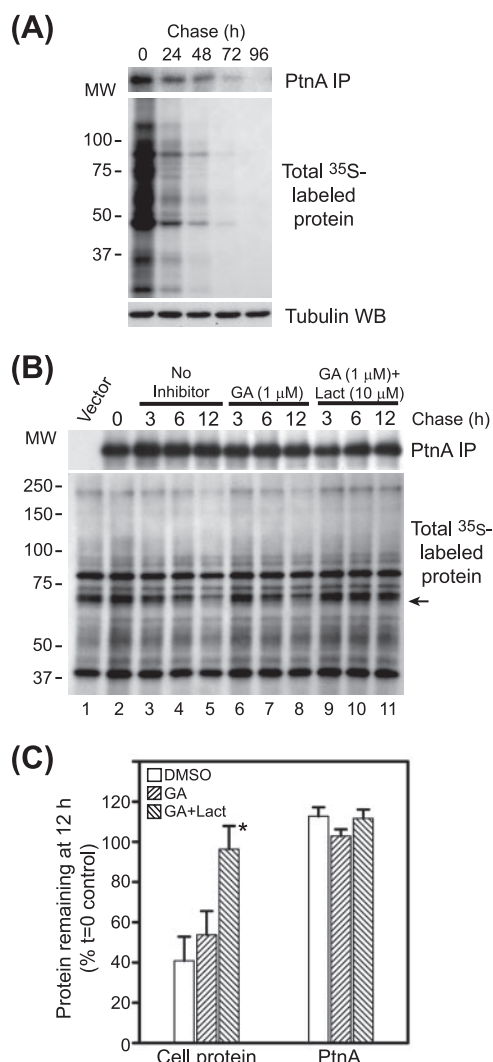 (A)
Chase (h)
0 24 48 72 96
PtnA IP
MW
100
75
50
37
Total ³⁵S-
labeled
protein
Tubulin WB
(B)
Vector
No
Inhibitor
GA (1 μM)
GA (1 μM)+
Lact (10 μM)
0 3 6 12 3 6 12 3 6 12 Chase (h)
MW
PtnA IP
250
150
100
75
50
37
Total ³⁵S-
labeled
protein
1 2 3 4 5 6 7 8 9 10 11
(C)
DMSO
GA
GA+Lact
*
Protein remaining at 12 h
(% t=0 control)
120
100
80
60
40
20
0
Cell protein PtnA